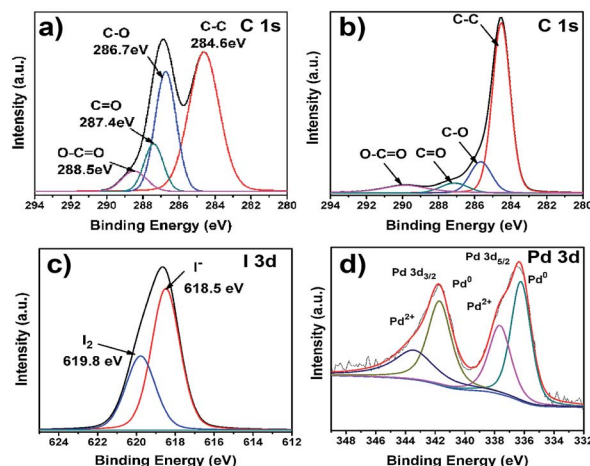 a)
C 1s
C-O
286.7eV
C-C
284.6eV
C=O
287.4eV
O-C=O
288.5eV
Intensity (a.u.)
294 292 290 288 286 284 282 280
Binding Energy (eV)
b)
C 1s
C-C
C-O
C=O
O-C=O
Intensity (a.u.)
294 292 290 288 286 284 282 280
Binding Energy (eV)
c)
I 3d
I-
618.5 eV
I2
619.8 eV
Intensity (a.u.)
624 622 620 618 616 614 612
Binding Energy (eV)
d)
Pd 3d
Pd 3d5/2
Pd 3d3/2
Pd0
Pd2+
Pd2+
Pd0
Intensity (a.u.)
348 346 344 342 340 338 336 334 332
Binding Energy (eV)